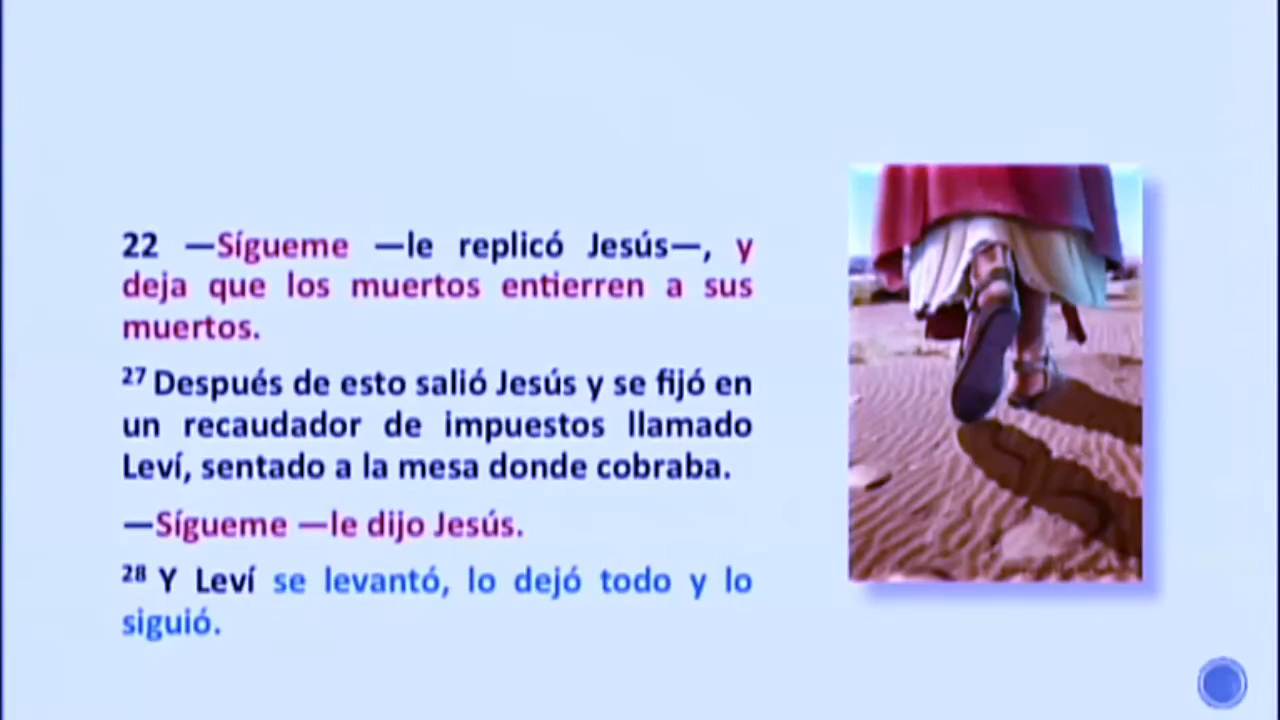 22 —Sígueme —le replicó Jesús—, y
deja que los muertos entierren a sus
muertos.
27 Después de esto salió Jesús y se fijó en
un recaudador de impuestos llamado
Leví, sentado a la mesa donde cobraba.
—Sígueme —le dijo Jesús.
28 Y Leví se levantó, lo dejó todo y lo
siguió.